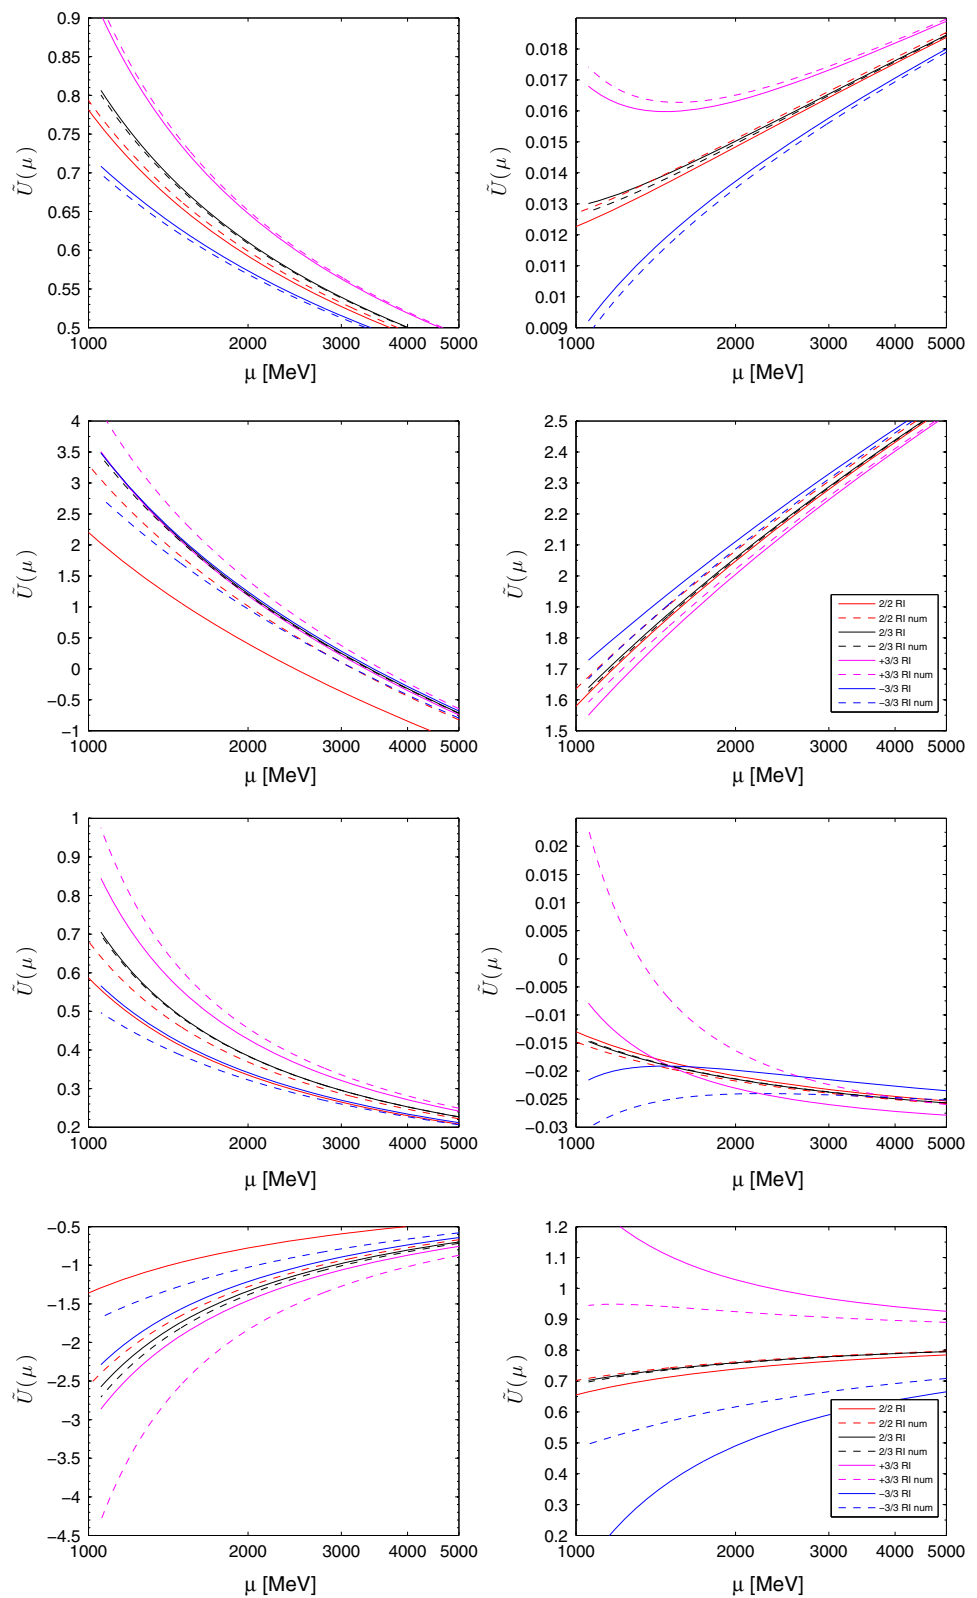 0.9
0.85
0.8
0.75
0.7
0.65
0.6
0.55
0.5
1000 2000 3000 4000 5000
μ [MeV]
Ũ(μ)
0.018
0.017
0.016
0.015
0.014
0.013
0.012
0.011
0.01
0.009
1000 2000 3000 4000 5000
μ [MeV]
Ũ(μ)
4
3.5
3
2.5
2
1.5
1
0.5
0
−0.5
−1
1000 2000 3000 4000 5000
μ [MeV]
Ũ(μ)
2.5
2.4
2.3
2.2
2.1
2
1.9
1.8
1.7
1.6
1.5
1000 2000 3000 4000 5000
μ [MeV]
Ũ(μ)
2/2 RI
2/2 RI num
2/3 RI
2/3 RI num
+3/3 RI
+3/3 RI num
−3/3 RI
−3/3 RI num
1
0.9
0.8
0.7
0.6
0.5
0.4
0.3
0.2
1000 2000 3000 4000 5000
μ [MeV]
Ũ(μ)
0.02
0.015
0.01
0.005
0
−0.005
−0.01
−0.015
−0.02
−0.025
−0.03
1000 2000 3000 4000 5000
μ [MeV]
Ũ(μ)
−0.5
−1
−1.5
−2
−2.5
−3
−3.5
−4
−4.5
1000 2000 3000 4000 5000
μ [MeV]
Ũ(μ)
1.2
1.1
1
0.9
0.8
0.7
0.6
0.5
0.4
0.3
0.2
1000 2000 3000 4000 5000
μ [MeV]
Ũ(μ)
2/2 RI
2/2 RI num
2/3 RI
2/3 RI num
+3/3 RI
+3/3 RI num
−3/3 RI
−3/3 RI num